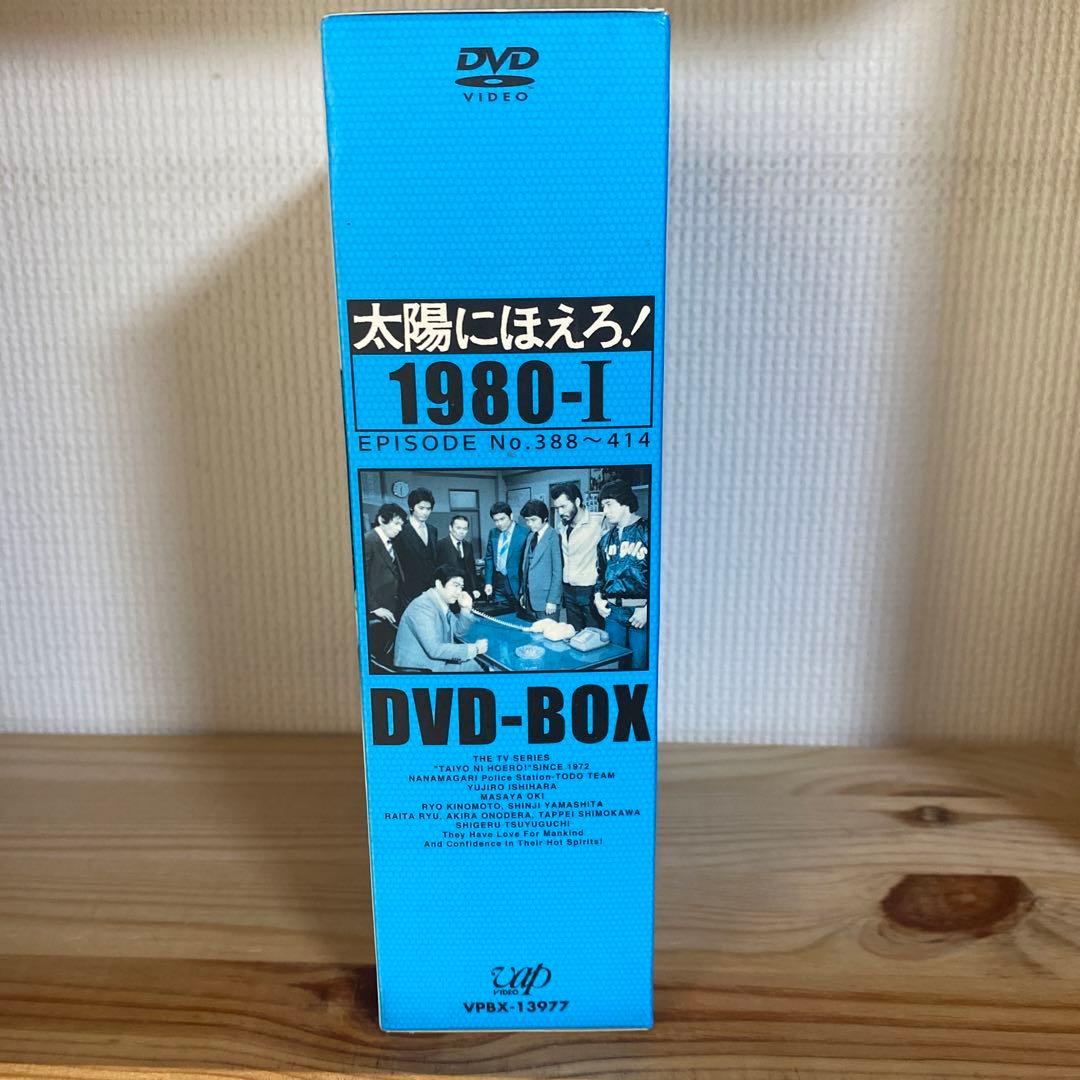 DVD
VIDEO
太陽にほえろ!
1980-I
EPISODE No.388～414
ngels
DVD-BOX
THE TV SERIES
"TAIYO NI HOERO!"SINCE 1972
NANAMAGARI Police Station-TODO TEAM
YUJIRO ISHIHARA
MASAYA OKI
RYO KINOMOTO, SHINJI YAMASHITA
RAITA RYU, AKIRA ONODERA, TAPPEI SHIMOKAWA
SHIGERU TSUYUGUCHI
They Have Love For Mankind
And Confidence In Their Hot Spirits!
vap
VIDEO
VPBX-13977